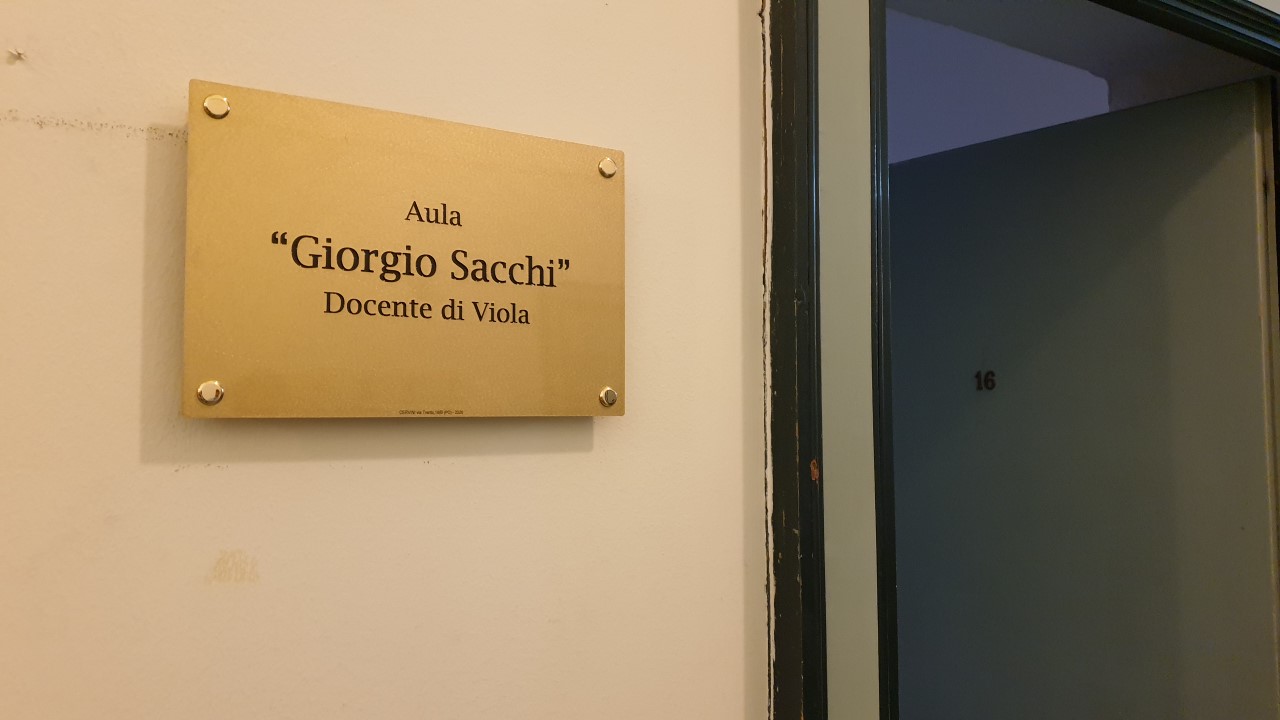 Aula
“Giorgio Sacchi”
Docente di Viola
16